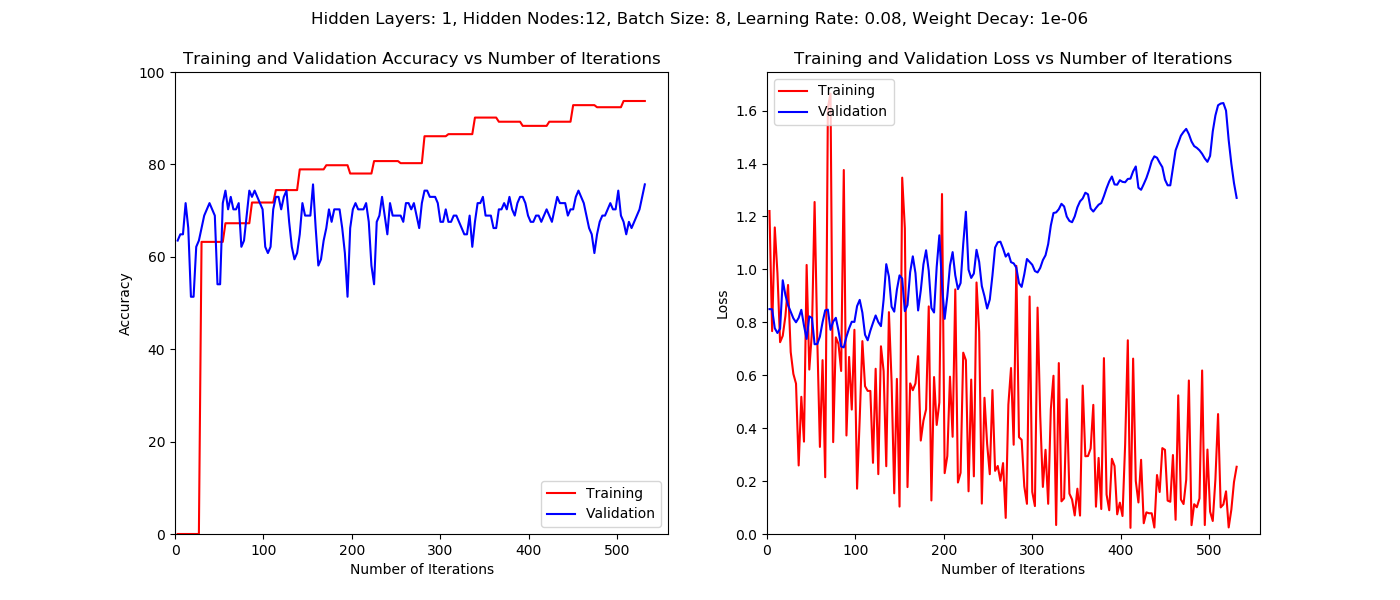 Hidden Layers: 1, Hidden Nodes:12, Batch Size: 8, Learning Rate: 0.08, Weight Decay: 1e-06
Training and Validation Accuracy vs Number of Iterations
100
80
60
40
20
0
Accuracy
0 100 200 300 400 500
Number of Iterations
Training
Validation
Training and Validation Loss vs Number of Iterations
1.6
1.4
1.2
1.0
0.8
0.6
0.4
0.2
0.0
Loss
0 100 200 300 400 500
Number of Iterations
Training
Validation